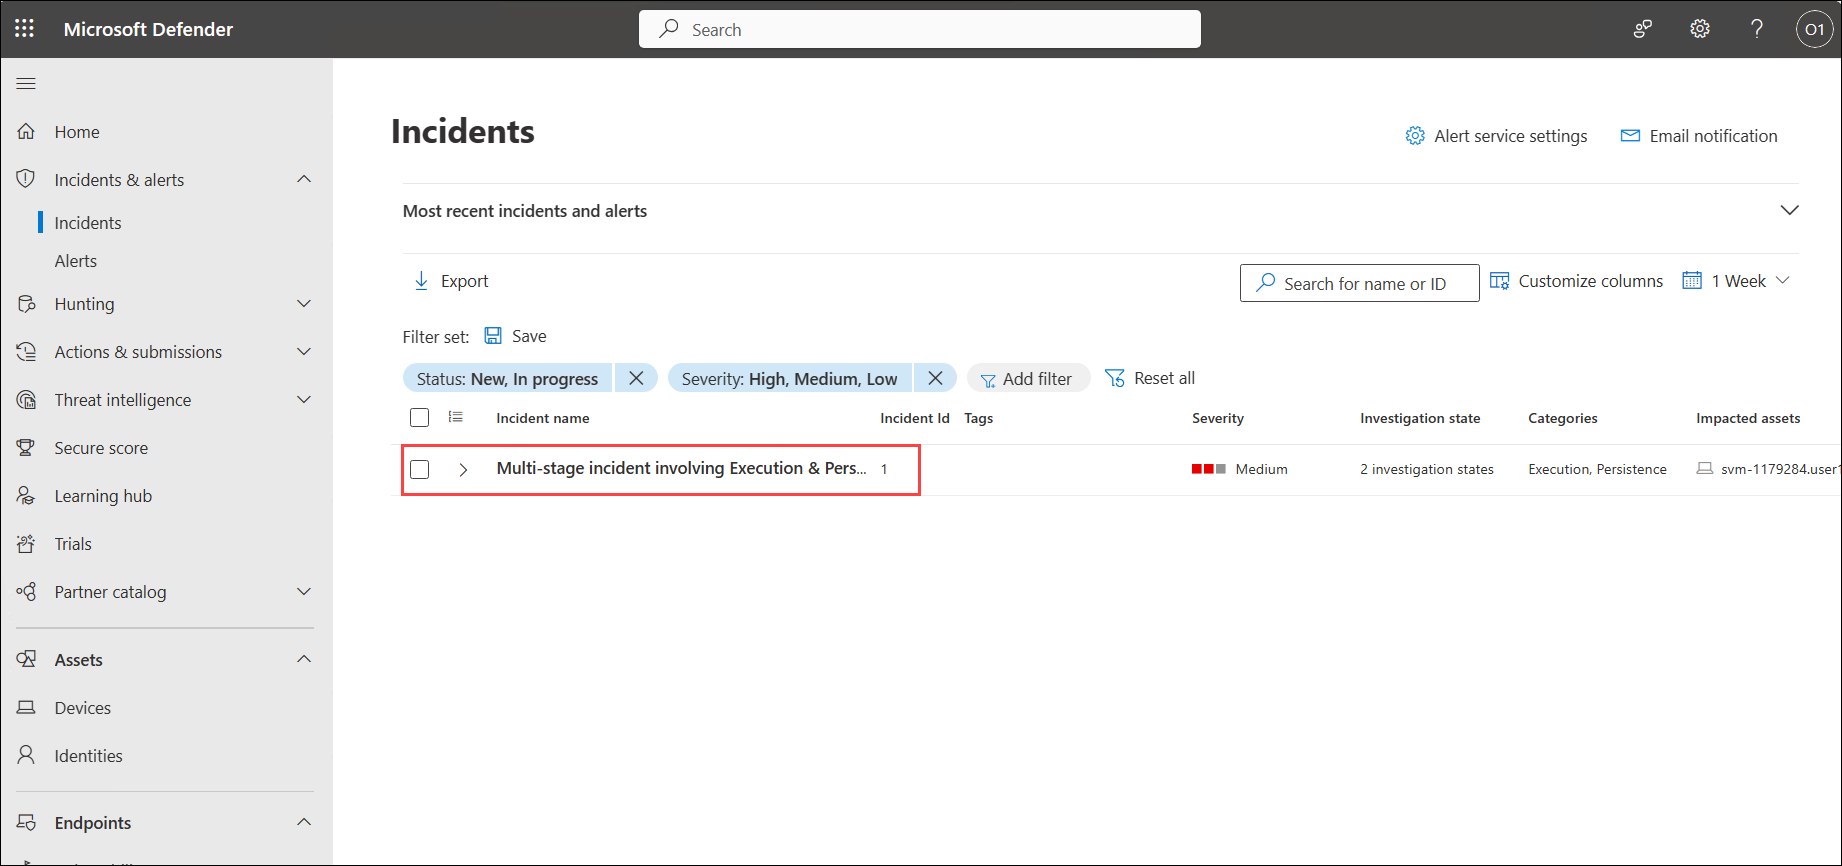 Microsoft Defender
Search
O1
Home
Incidents & alerts
Incidents
Alerts
Hunting
Actions & submissions
Threat intelligence
Secure score
Learning hub
Trials
Partner catalog
Assets
Devices
Identities
Endpoints
Incidents
Alert service settings
Email notification
Most recent incidents and alerts
Export
Search for name or ID
Customize columns
1 Week
Filter set: Save
Status: New, In progress
Severity: High, Medium, Low
Add filter
Reset all
Incident name Incident Id Tags Severity Investigation state Categories Impacted assets
Multi-stage incident involving Execution & Pers... 1 Medium 2 investigation states Execution, Persistence svm-1179284.user1